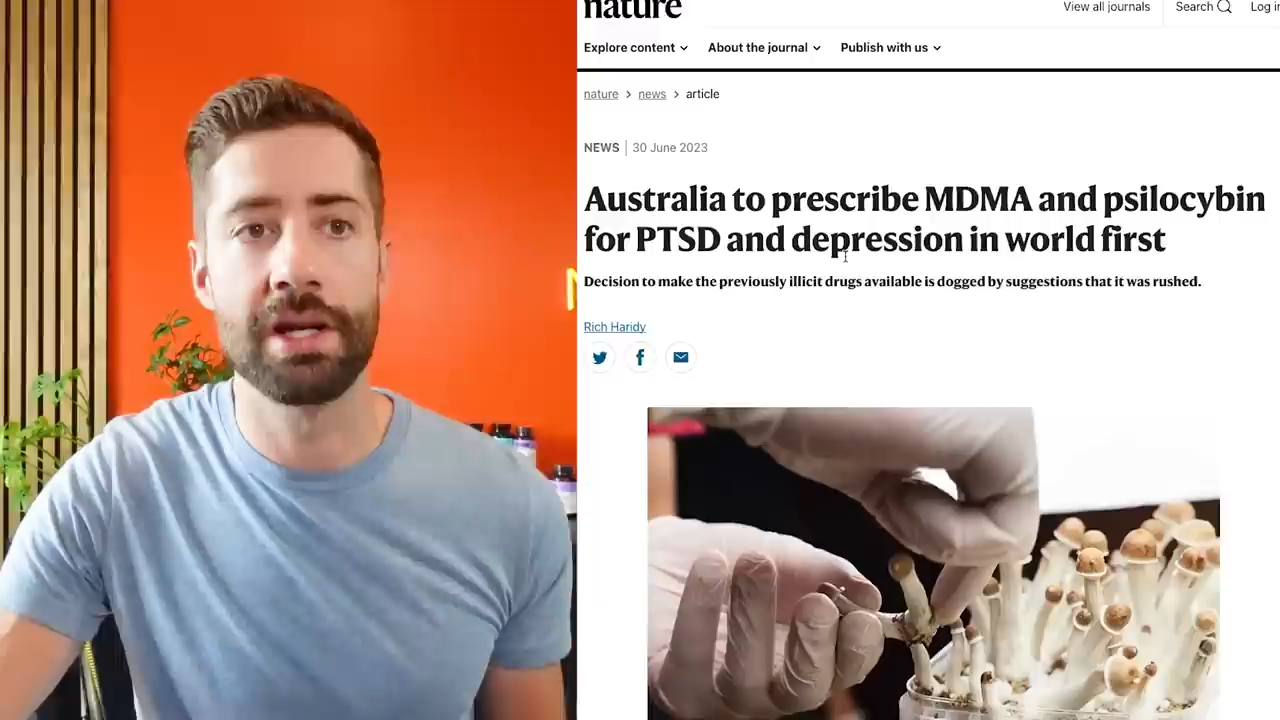 nature
View all journals
Search
Log in
Explore content
About the journal
Publish with us
nature > news > article
NEWS | 30 June 2023
Australia to prescribe MDMA and psilocybin
for PTSD and depression in world first
Decision to make the previously illicit drugs available is dogged by suggestions that it was rushed.
Rich Haridy